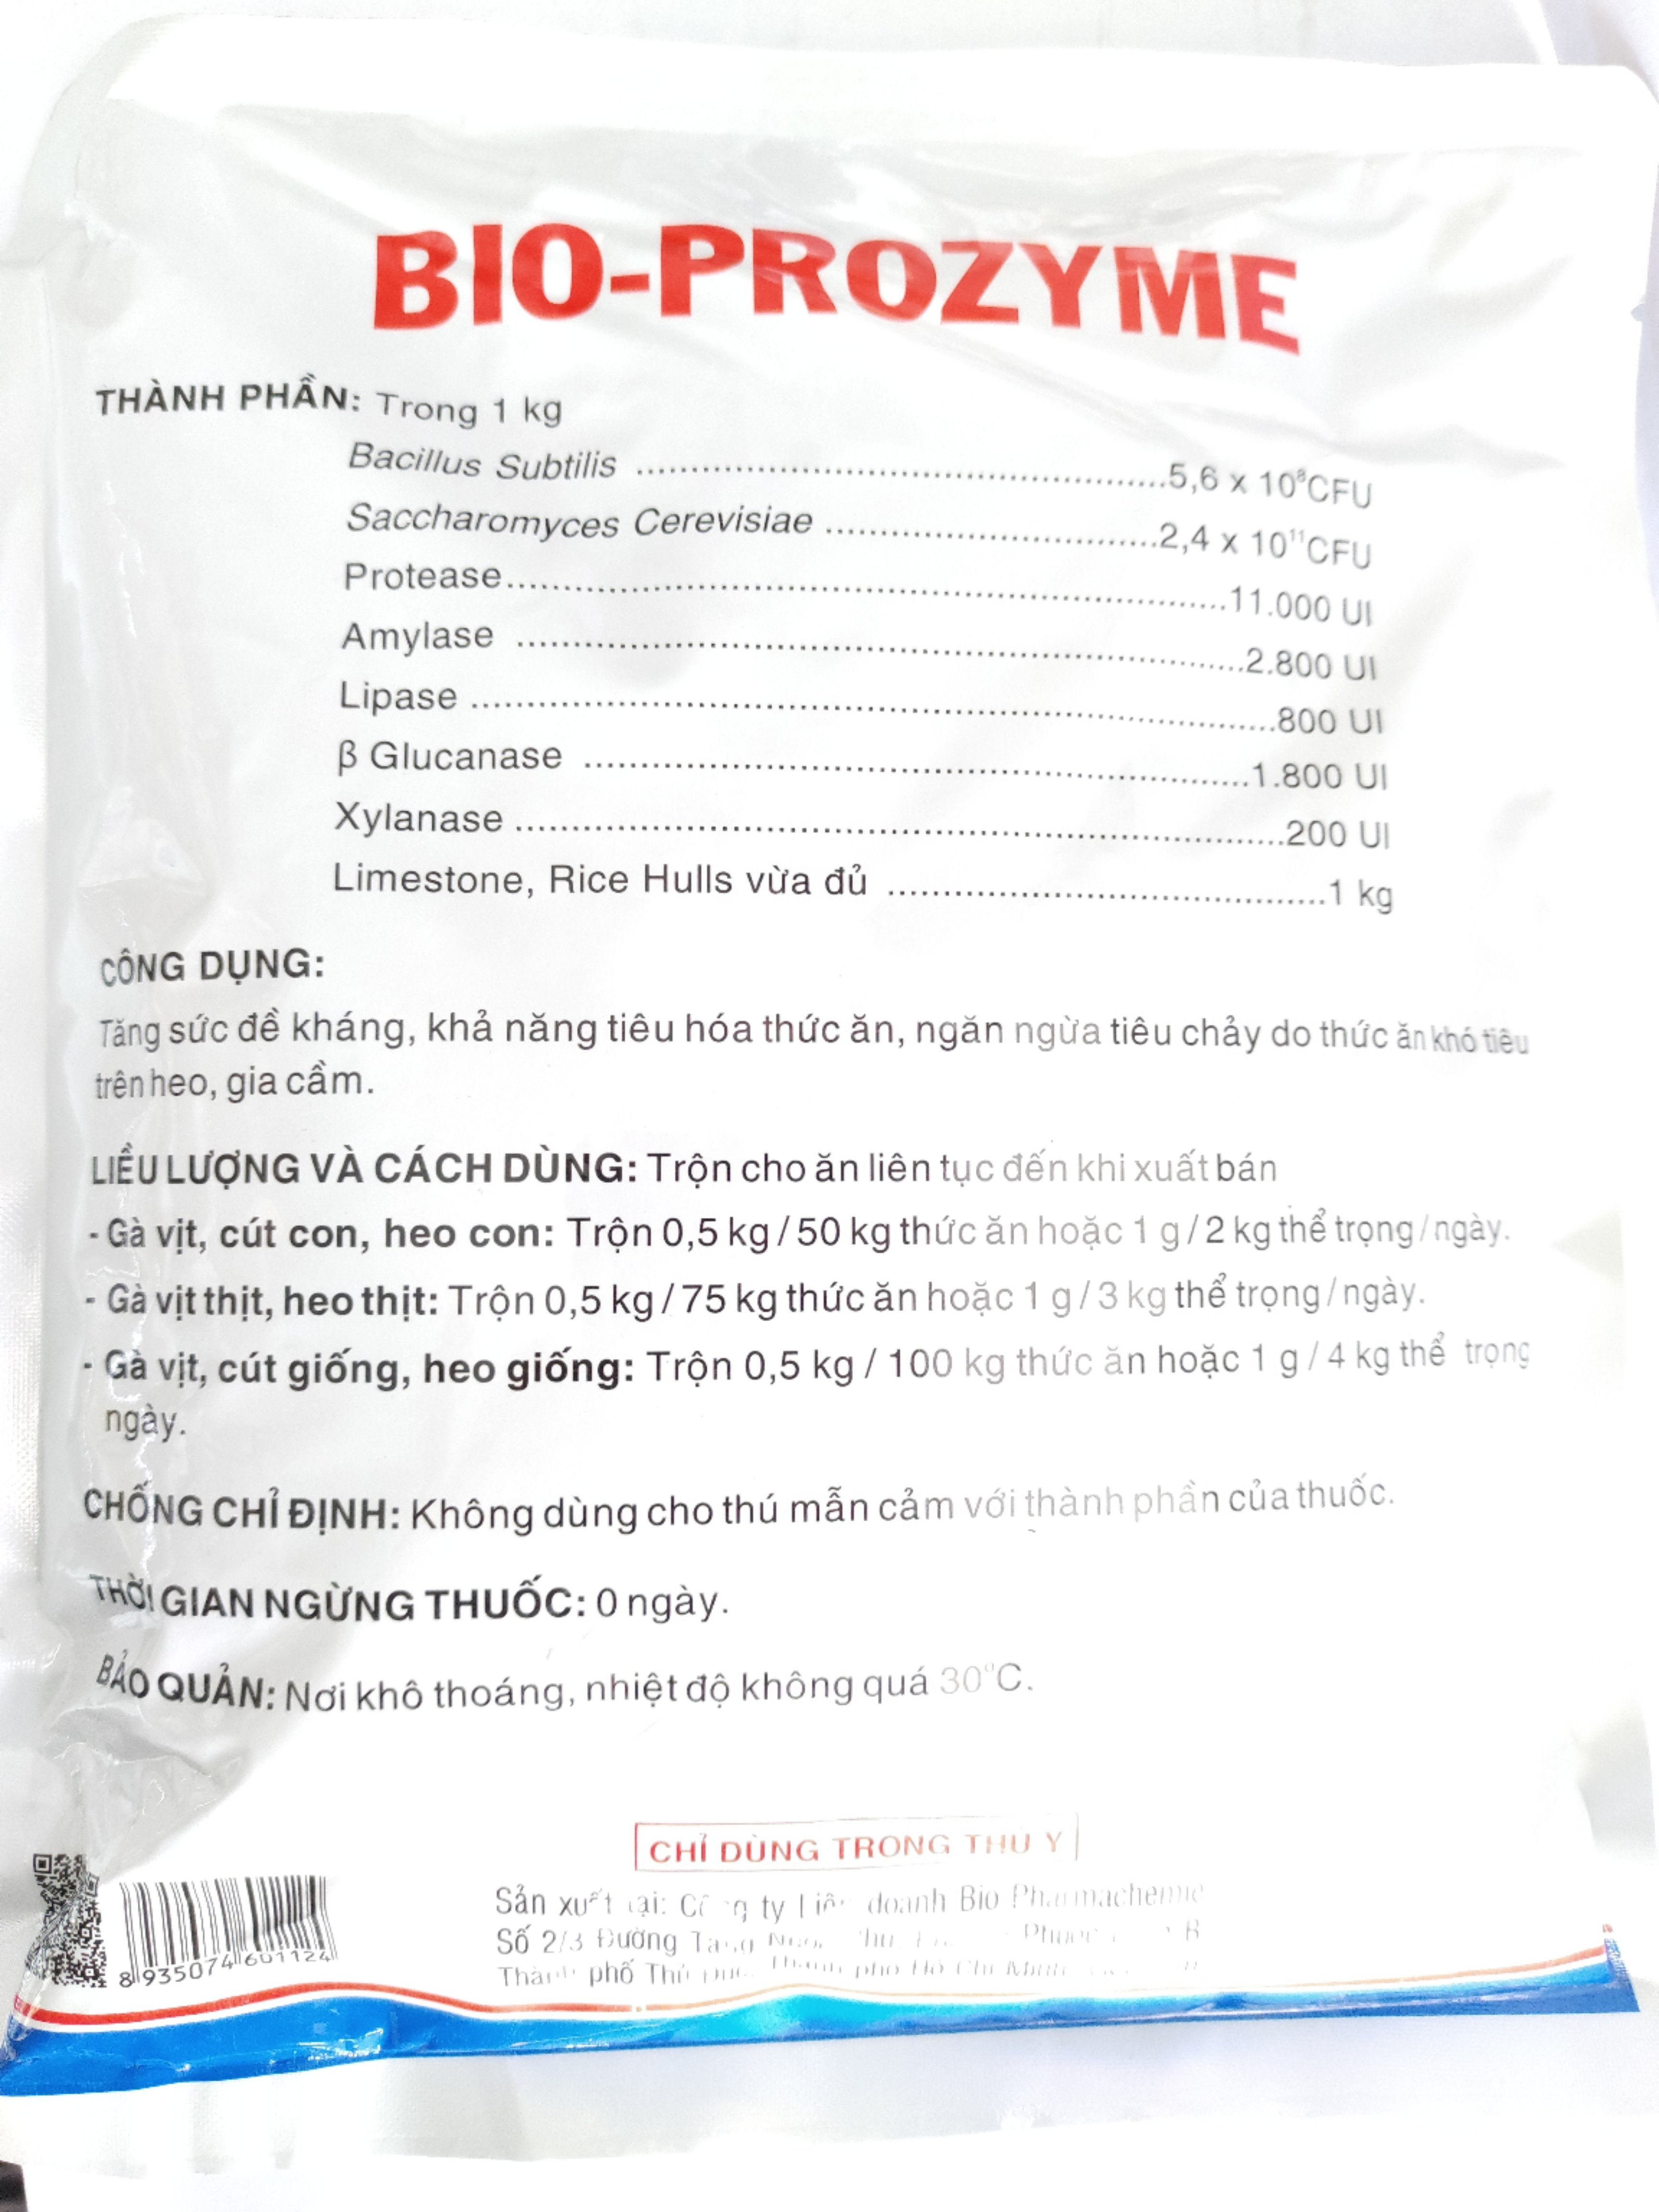 BIO-PROZYME
THÀNH PHẦN: Trong 1 kg
Bacillus Subtilis ........................5,6 x 10⁸CFU
Saccharomyces Cerevisiae ........................2,4 x 10¹¹CFU
Protease........................11.000 UI
Amylase ........................2.800 UI
Lipase ........................800 UI
β Glucanase ........................1.800 UI
Xylanase ........................200 UI
Limestone, Rice Hulls vừa đủ ........................1 kg
CÔNG DỤNG:
Tăng sức đề kháng, khả năng tiêu hóa thức ăn, ngăn ngừa tiêu chảy do thức ăn khó tiêu
trên heo, gia cầm.
LIỀU LƯỢNG VÀ CÁCH DÙNG: Trộn cho ăn liên tục đến khi xuất bán
- Gà vịt, cút con, heo con: Trộn 0,5 kg / 50 kg thức ăn hoặc 1 g / 2 kg thể trọng / ngày.
- Gà vịt thịt, heo thịt: Trộn 0,5 kg / 75 kg thức ăn hoặc 1 g / 3 kg thể trọng / ngày.
- Gà vịt, cút giống, heo giống: Trộn 0,5 kg / 100 kg thức ăn hoặc 1 g / 4 kg thể trọng
ngày.
CHỐNG CHỈ ĐỊNH: Không dùng cho thú mẫn cảm với thành phần của thuốc.
THỜI GIAN NGỪNG THUỐC: 0 ngày.
BẢO QUẢN: Nơi khô thoáng, nhiệt độ không quá 30°C.
CHỈ DÙNG TRONG THÚ Y
Sản xuất tại: Công ty Liên doanh Bio Pharmachemie
Số 2/3 Đường Tăng
Thành phố Thủ Đức, Thành phố Hồ Chí Minh
8 935074 601124